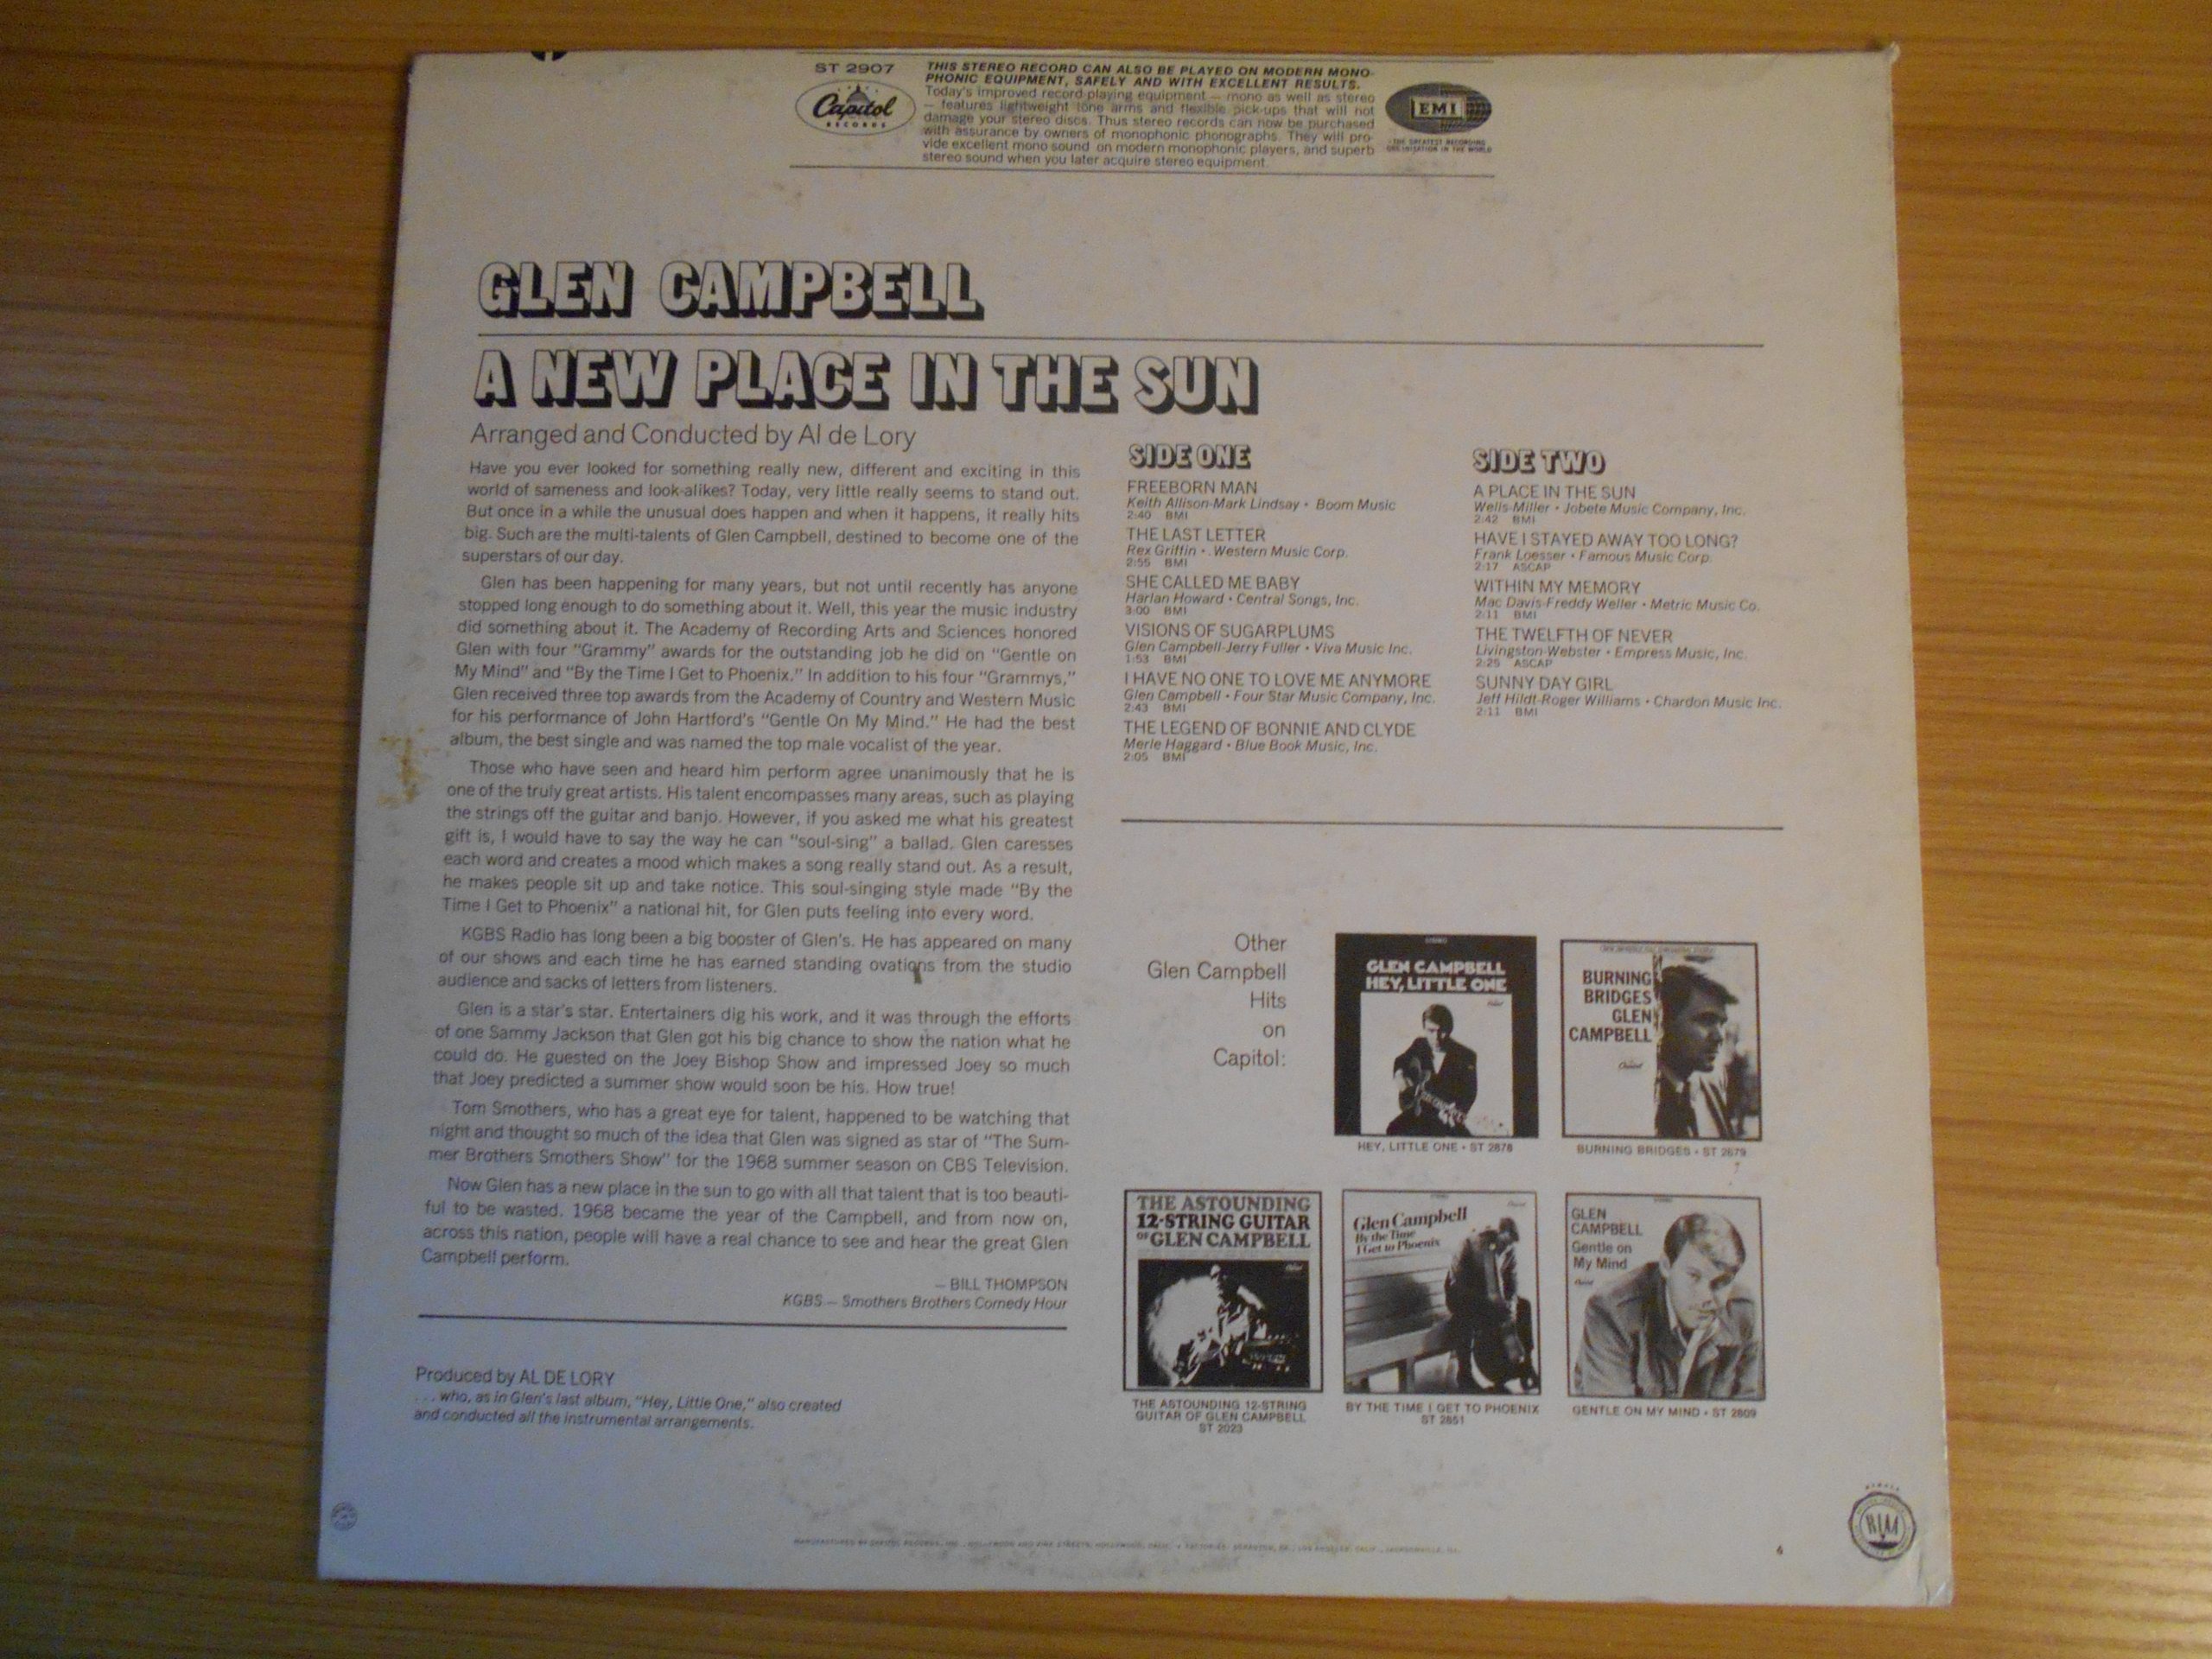 ST 2907
Capitol
RECORDS
THIS STEREO RECORD CAN ALSO BE PLAYED ON MODERN MONO-
PHONIC EQUIPMENT, SAFELY AND WITH EXCELLENT RESULTS.
Today's improved record playing equipment — mono as well as stereo
— features lightweight tone arms and flexible pick-ups that will not
damage your stereo discs. Thus stereo records can now be purchased
with assurance by owners of monophonic phonographs. They will pro-
vide excellent mono sound on modern monophonic players, and superb
stereo sound when you later acquire stereo equipment.
EMI
THE GREATEST RECORDING
ORGANISATION IN THE WORLD
GLEN CAMPBELL
A NEW PLACE IN THE SUN
Arranged and Conducted by Al de Lory
Have you ever looked for something really new, different and exciting in this
world of sameness and look-alikes? Today, very little really seems to stand out.
But once in a while the unusual does happen and when it happens, it really hits
big. Such are the multi-talents of Glen Campbell, destined to become one of the
superstars of our day.
Glen has been happening for many years, but not until recently has anyone
stopped long enough to do something about it. Well, this year the music industry
did something about it. The Academy of Recording Arts and Sciences honored
Glen with four "Grammy" awards for the outstanding job he did on "Gentle on
My Mind" and "By the Time I Get to Phoenix." In addition to his four "Grammys,"
Glen received three top awards from the Academy of Country and Western Music
for his performance of John Hartford's "Gentle On My Mind." He had the best
album, the best single and was named the top male vocalist of the year.
Those who have seen and heard him perform agree unanimously that he is
one of the truly great artists. His talent encompasses many areas, such as playing
the strings off the guitar and banjo. However, if you asked me what his greatest
gift is, I would have to say the way he can "soul-sing" a ballad. Glen caresses
each word and creates a mood which makes a song really stand out. As a result,
he makes people sit up and take notice. This soul-singing style made "By the
Time I Get to Phoenix" a national hit, for Glen puts feeling into every word.
KGBS Radio has long been a big booster of Glen's. He has appeared on many
of our shows and each time he has earned standing ovations from the studio
audience and sacks of letters from listeners.
Glen is a star's star. Entertainers dig his work, and it was through the efforts
of one Sammy Jackson that Glen got his big chance to show the nation what he
could do. He guested on the Joey Bishop Show and impressed Joey so much
that Joey predicted a summer show would soon be his. How true!
Tom Smothers, who has a great eye for talent, happened to be watching that
night and thought so much of the idea that Glen was signed as star of "The Sum-
mer Brothers Smothers Show" for the 1968 summer season on CBS Television.
Now Glen has a new place in the sun to go with all that talent that is too beauti-
ful to be wasted. 1968 became the year of the Campbell, and from now on,
across this nation, people will have a real chance to see and hear the great Glen
Campbell perform.
— BILL THOMPSON
KGBS — Smothers Brothers Comedy Hour
Produced by AL DE LORY
. . . who, as in Glen's last album, "Hey, Little One," also created
and conducted all the instrumental arrangements.
SIDE ONE
FREEBORN MAN
Keith Allison-Mark Lindsay • Boom Music
2:40 BMI
THE LAST LETTER
Rex Griffin • Western Music Corp.
2:55 BMI
SHE CALLED ME BABY
Harlan Howard • Central Songs, Inc.
3:00 BMI
VISIONS OF SUGARPLUMS
Glen Campbell-Jerry Fuller • Viva Music Inc.
1:53 BMI
I HAVE NO ONE TO LOVE ME ANYMORE
Glen Campbell • Four Star Music Company, Inc.
2:43 BMI
THE LEGEND OF BONNIE AND CLYDE
Merle Haggard • Blue Book Music, Inc.
2:05 BMI
SIDE TWO
A PLACE IN THE SUN
Wells-Miller • Jobete Music Company, Inc.
2:42 BMI
HAVE I STAYED AWAY TOO LONG?
Frank Loesser • Famous Music Corp.
2:17 ASCAP
WITHIN MY MEMORY
Mac Davis-Freddy Weller • Metric Music Co.
2:11 BMI
THE TWELFTH OF NEVER
Livingston-Webster • Empress Music, Inc.
2:25 ASCAP
SUNNY DAY GIRL
Jeff Hildt-Roger Williams • Chardon Music Inc.
2:11 BMI
Other
Glen Campbell
Hits
on
Capitol:
GLEN CAMPBELL
HEY, LITTLE ONE
HEY, LITTLE ONE • ST 2878
BURNING
BRIDGES
GLEN
CAMPBELL
Capitol
BURNING BRIDGES • ST 2679
THE ASTOUNDING
12-STRING GUITAR
OF GLEN CAMPBELL
THE ASTOUNDING 12-STRING
GUITAR OF GLEN CAMPBELL
ST 2023
Glen Campbell
By the Time
I Get to Phoenix
BY THE TIME I GET TO PHOENIX
ST 2851
GLEN
CAMPBELL
Gentle on
My Mind
Capitol
GENTLE ON MY MIND • ST 2809
MANUFACTURED BY CAPITOL RECORDS, INC., HOLLYWOOD AND VINE STREETS, HOLLYWOOD, CALIF. • FACTORIES: SCRANTON, PA., LOS ANGELES, CALIF., JACKSONVILLE, ILL.
6
MEMBER
RIAA